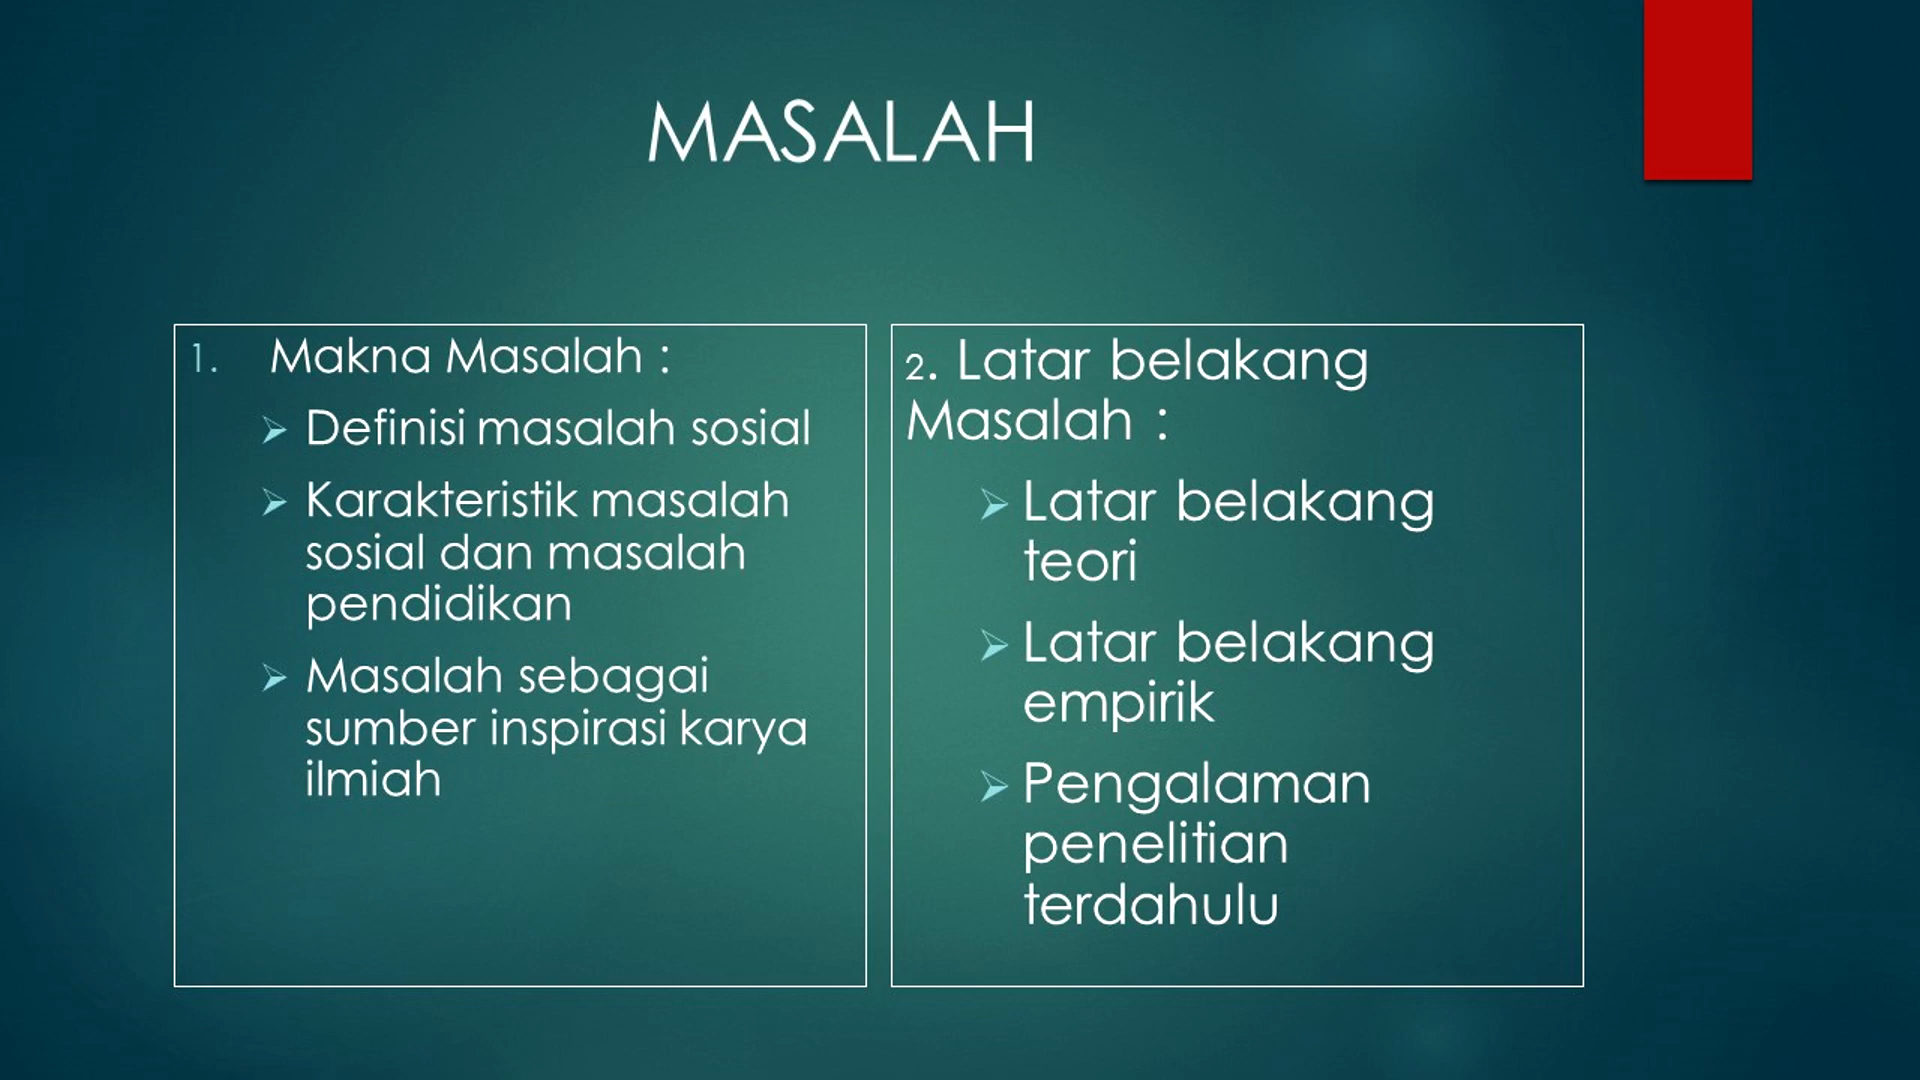 MASALAH
1. Makna Masalah :
➢ Definisi masalah sosial
➢ Karakteristik masalah
sosial dan masalah
pendidikan
➢ Masalah sebagai
sumber inspirasi karya
ilmiah
2. Latar belakang
Masalah :
➢ Latar belakang
teori
➢ Latar belakang
empirik
➢ Pengalaman
penelitian
terdahulu